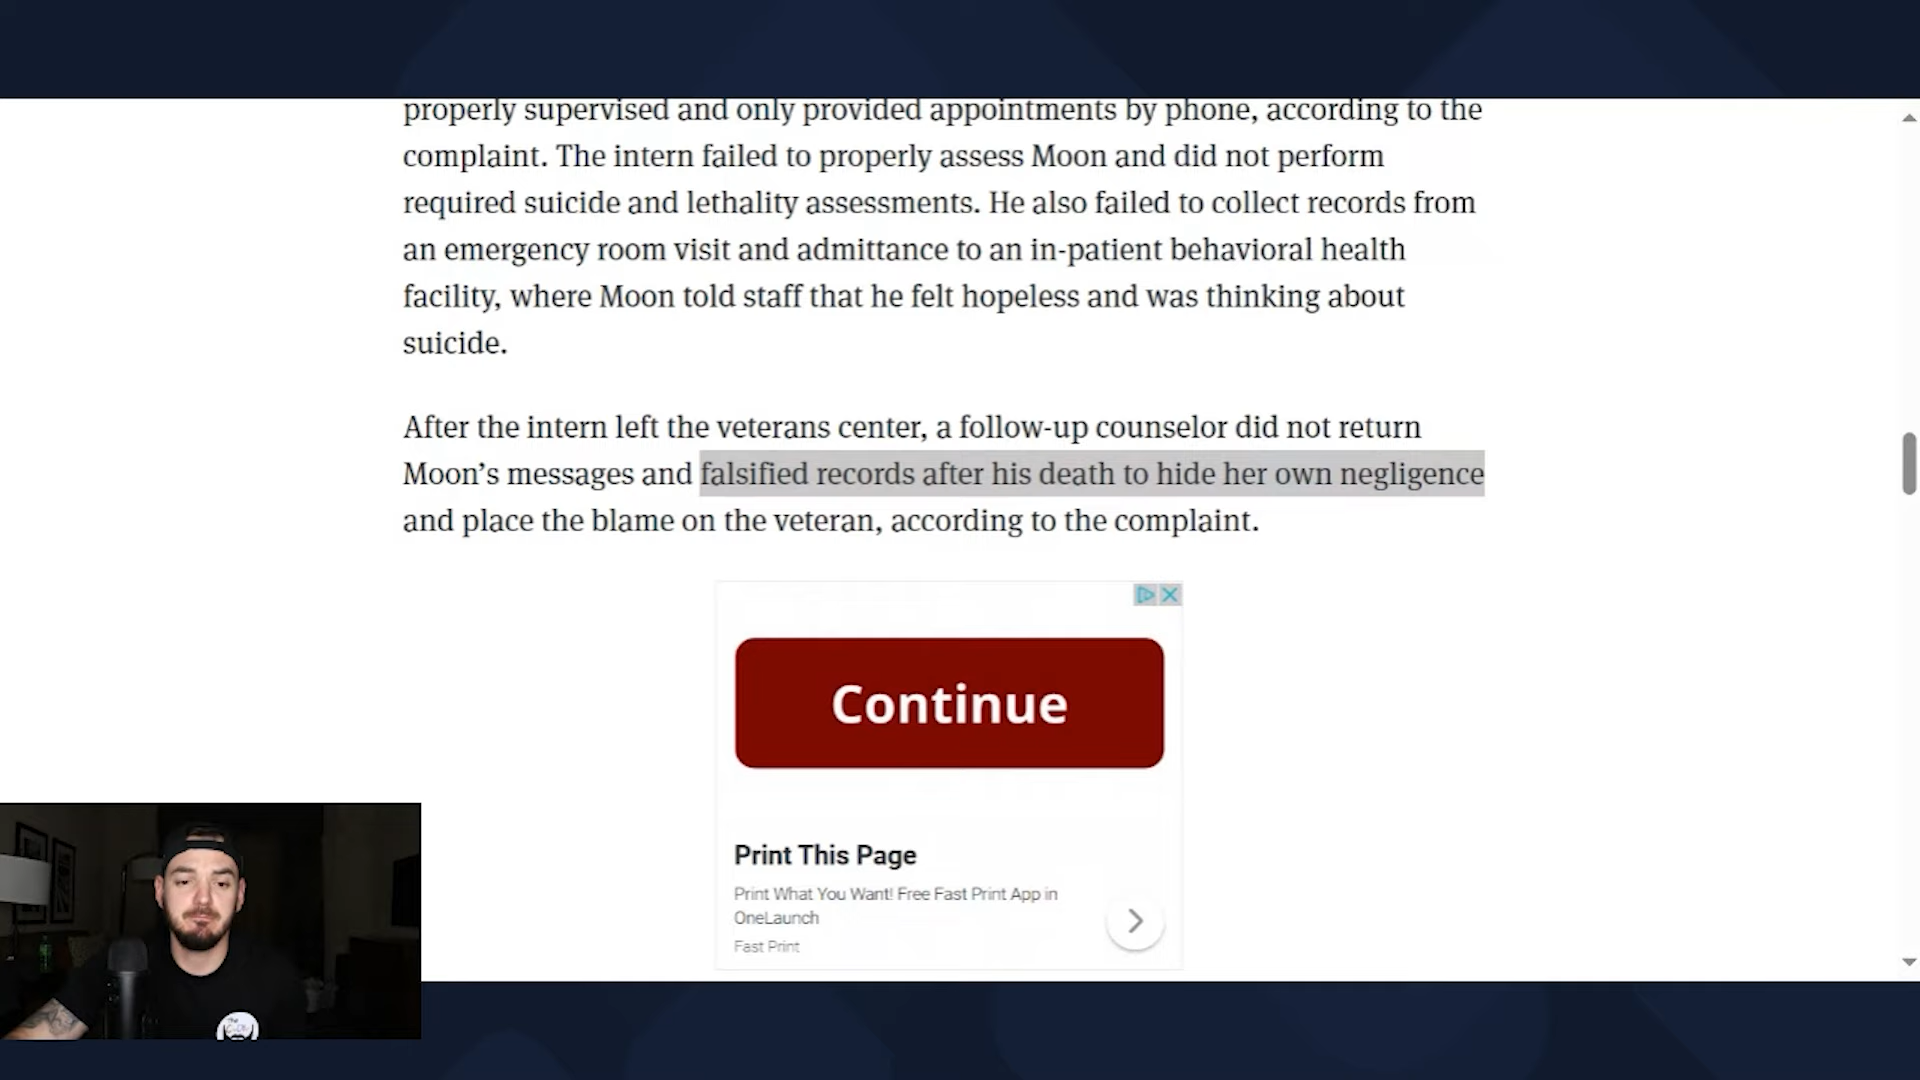 properly supervised and only provided appointments by phone, according to the
complaint. The intern failed to properly assess Moon and did not perform
required suicide and lethality assessments. He also failed to collect records from
an emergency room visit and admittance to an in-patient behavioral health
facility, where Moon told staff that he felt hopeless and was thinking about
suicide.
After the intern left the veterans center, a follow-up counselor did not return
Moon’s messages and falsified records after his death to hide her own negligence
and place the blame on the veteran, according to the complaint.
Continue
Print This Page
Print What You Want! Free Fast Print App in
OneLaunch
Fast Print